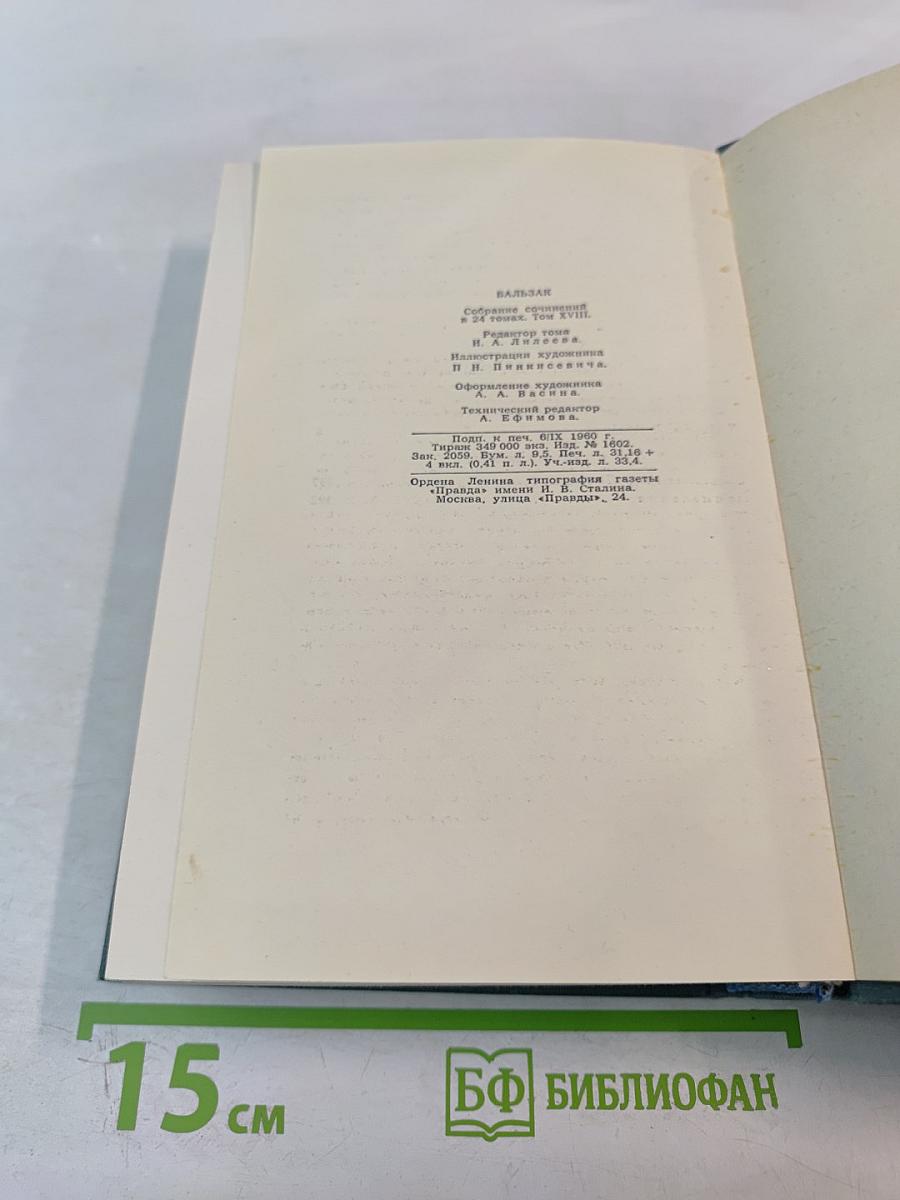 БАЛЬЗАК
Собрание сочинений
в 24 томах. Том XVIII.
Редактор тома
И. А. Лилеева.
Иллюстрации художника
П. Н. Пинкисевича.
Оформление художника
А. А. Васина.
Технический редактор
А. Ефимова.
Подп. к печ. 6/IX 1960 г.
Тираж 349 000 экз. Изд. № 1602.
Зак. 2059. Бум. л. 9,5. Печ. л. 31,16 +
4 вкл. (0,41 п. л.). Уч.-изд. л. 33,4.
Ордена Ленина типография газеты
«Правда» имени И. В. Сталина.
Москва, улица «Правды», 24.
15 см
БФ БИБЛИОФАН